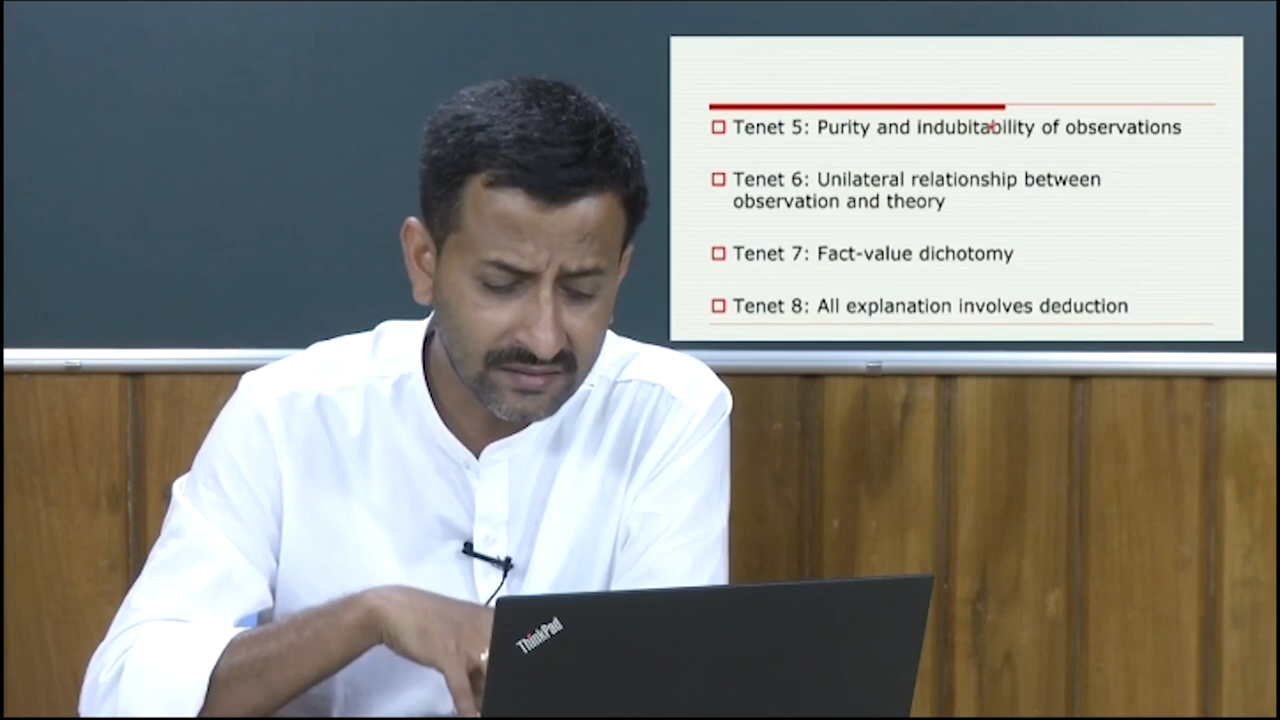 Tenet 5: Purity and indubitability of observations
Tenet 6: Unilateral relationship between
observation and theory
Tenet 7: Fact-value dichotomy
Tenet 8: All explanation involves deduction
ThinkPad